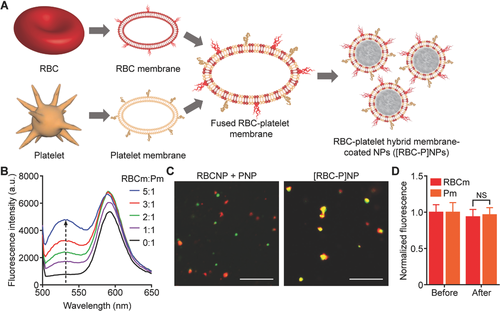 A
RBC
RBC membrane
Platelet
Platelet membrane
Fused RBC-platelet
membrane
RBC-platelet hybrid membrane-
coated NPs ([RBC-P]NPs)
B
Fluorescence intensity (a.u.)
8000
6000
4000
2000
0
500
550
600
650
Wavelength (nm)
RBCm:Pm
5:1
3:1
2:1
1:1
0:1
C
RBCNP + PNP
[RBC-P]NP
D
Normalized fluorescence
1.5
1.0
0.5
0.0
RBCm
Pm
NS
Before
After